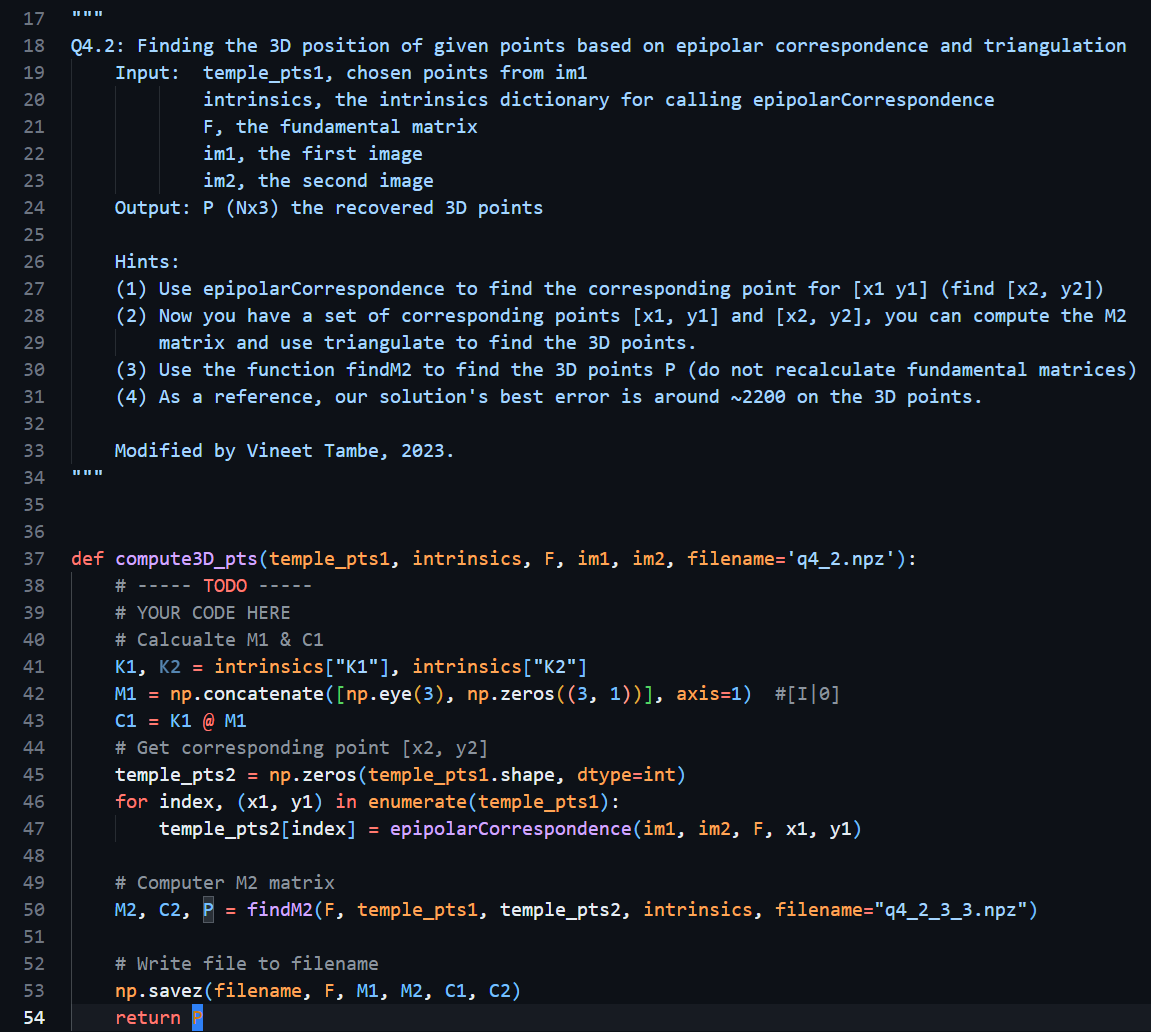 17 """
18 Q4.2: Finding the 3D position of given points based on epipolar correspondence and triangulation
19     Input:  temple_pts1, chosen points from im1
20             intrinsics, the intrinsics dictionary for calling epipolarCorrespondence
21             F, the fundamental matrix
22             im1, the first image
23             im2, the second image
24     Output: P (Nx3) the recovered 3D points
25
26     Hints:
27     (1) Use epipolarCorrespondence to find the corresponding point for [x1 y1] (find [x2, y2])
28     (2) Now you have a set of corresponding points [x1, y1] and [x2, y2], you can compute the M2
29         matrix and use triangulate to find the 3D points.
30     (3) Use the function findM2 to find the 3D points P (do not recalculate fundamental matrices)
31     (4) As a reference, our solution's best error is around ~2200 on the 3D points.
32
33     Modified by Vineet Tambe, 2023.
34 """
35
36
37 def compute3D_pts(temple_pts1, intrinsics, F, im1, im2, filename='q4_2.npz'):
38     # ----- TODO -----
39     # YOUR CODE HERE
40     # Calcualte M1 & C1
41     K1, K2 = intrinsics["K1"], intrinsics["K2"]
42     M1 = np.concatenate([np.eye(3), np.zeros((3, 1))], axis=1)  #[I|0]
43     C1 = K1 @ M1
44     # Get corresponding point [x2, y2]
45     temple_pts2 = np.zeros(temple_pts1.shape, dtype=int)
46     for index, (x1, y1) in enumerate(temple_pts1):
47         temple_pts2[index] = epipolarCorrespondence(im1, im2, F, x1, y1)
48
49     # Computer M2 matrix
50     M2, C2, P = findM2(F, temple_pts1, temple_pts2, intrinsics, filename="q4_2_3_3.npz")
51
52     # Write file to filename
53     np.savez(filename, F, M1, M2, C1, C2)
54     return P